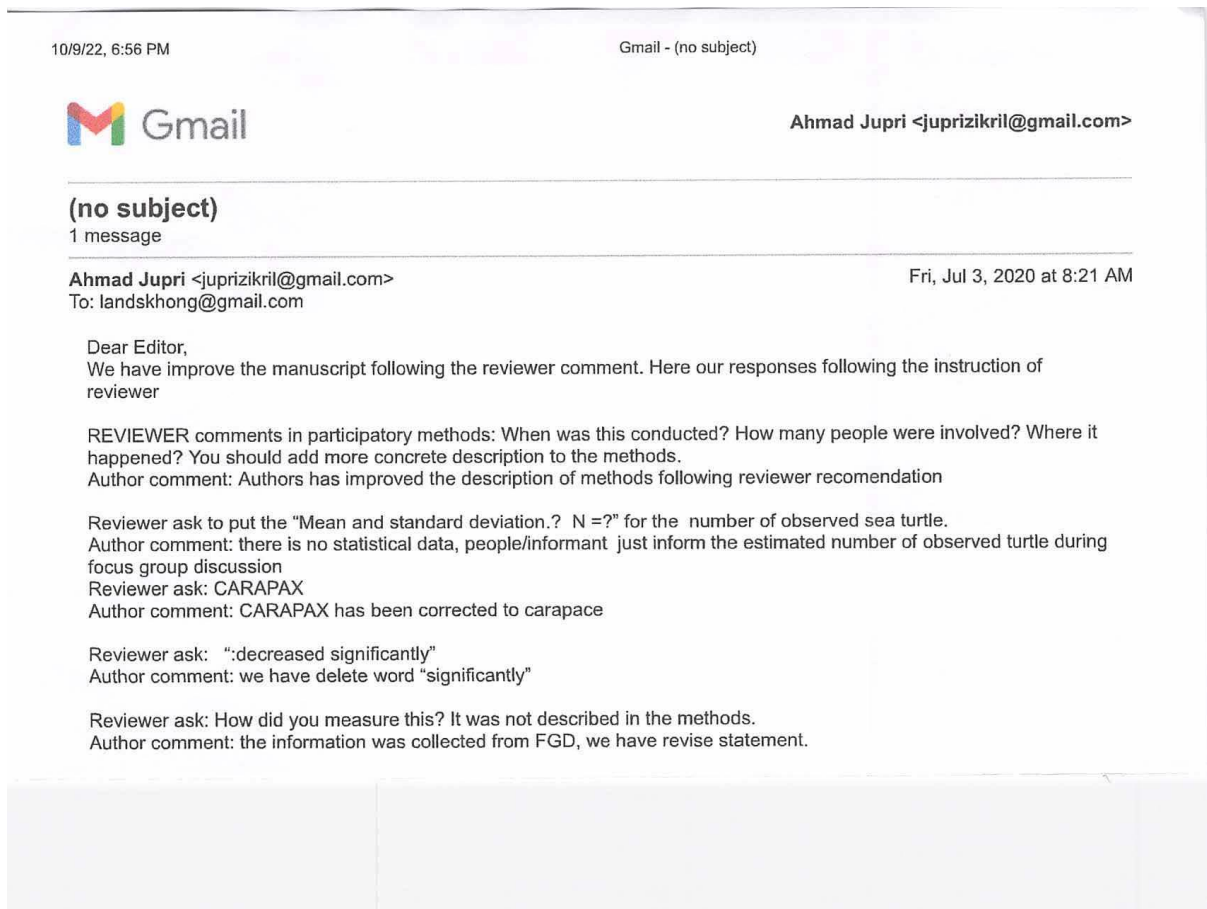 10/9/22, 6:56 PM
Gmail - (no subject)
Gmail
Ahmad Jupri <juprizikril@gmail.com>
(no subject)
1 message
Ahmad Jupri <juprizikril@gmail.com>
Fri, Jul 3, 2020 at 8:21 AM
To: landskhong@gmail.com
Dear Editor,
We have improve the manuscript following the reviewer comment. Here our responses following the instruction of
reviewer
REVIEWER comments in participatory methods: When was this conducted? How many people were involved? Where it
happened? You should add more concrete description to the methods.
Author comment: Authors has improved the description of methods following reviewer recomendation
Reviewer ask to put the “Mean and standard deviation.? N =?” for the number of observed sea turtle.
Author comment: there is no statistical data, people/informant just inform the estimated number of observed turtle during
focus group discussion
Reviewer ask: CARAPAX
Author comment: CARAPAX has been corrected to carapace
Reviewer ask: “:decreased significantly”
Author comment: we have delete word “significantly”
Reviewer ask: How did you measure this? It was not described in the methods.
Author comment: the information was collected from FGD, we have revise statement.